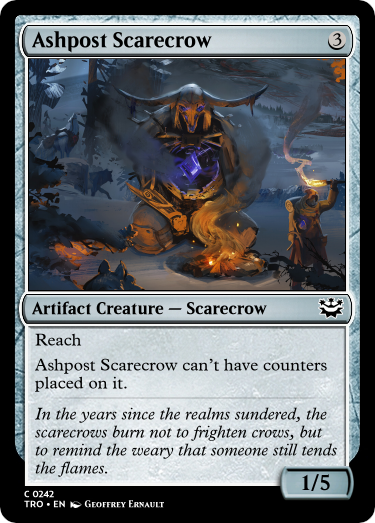 Ashpost Scarecrow 3
Artifact Creature — Scarecrow
Reach
Ashpost Scarecrow can't have counters
placed on it.
In the years since the realms sundered, the
scarecrows burn not to frighten crows, but
to remind the weary that someone still tends
the flames.
1/5
C 0242
TRO • EN Geoffrey Ernault